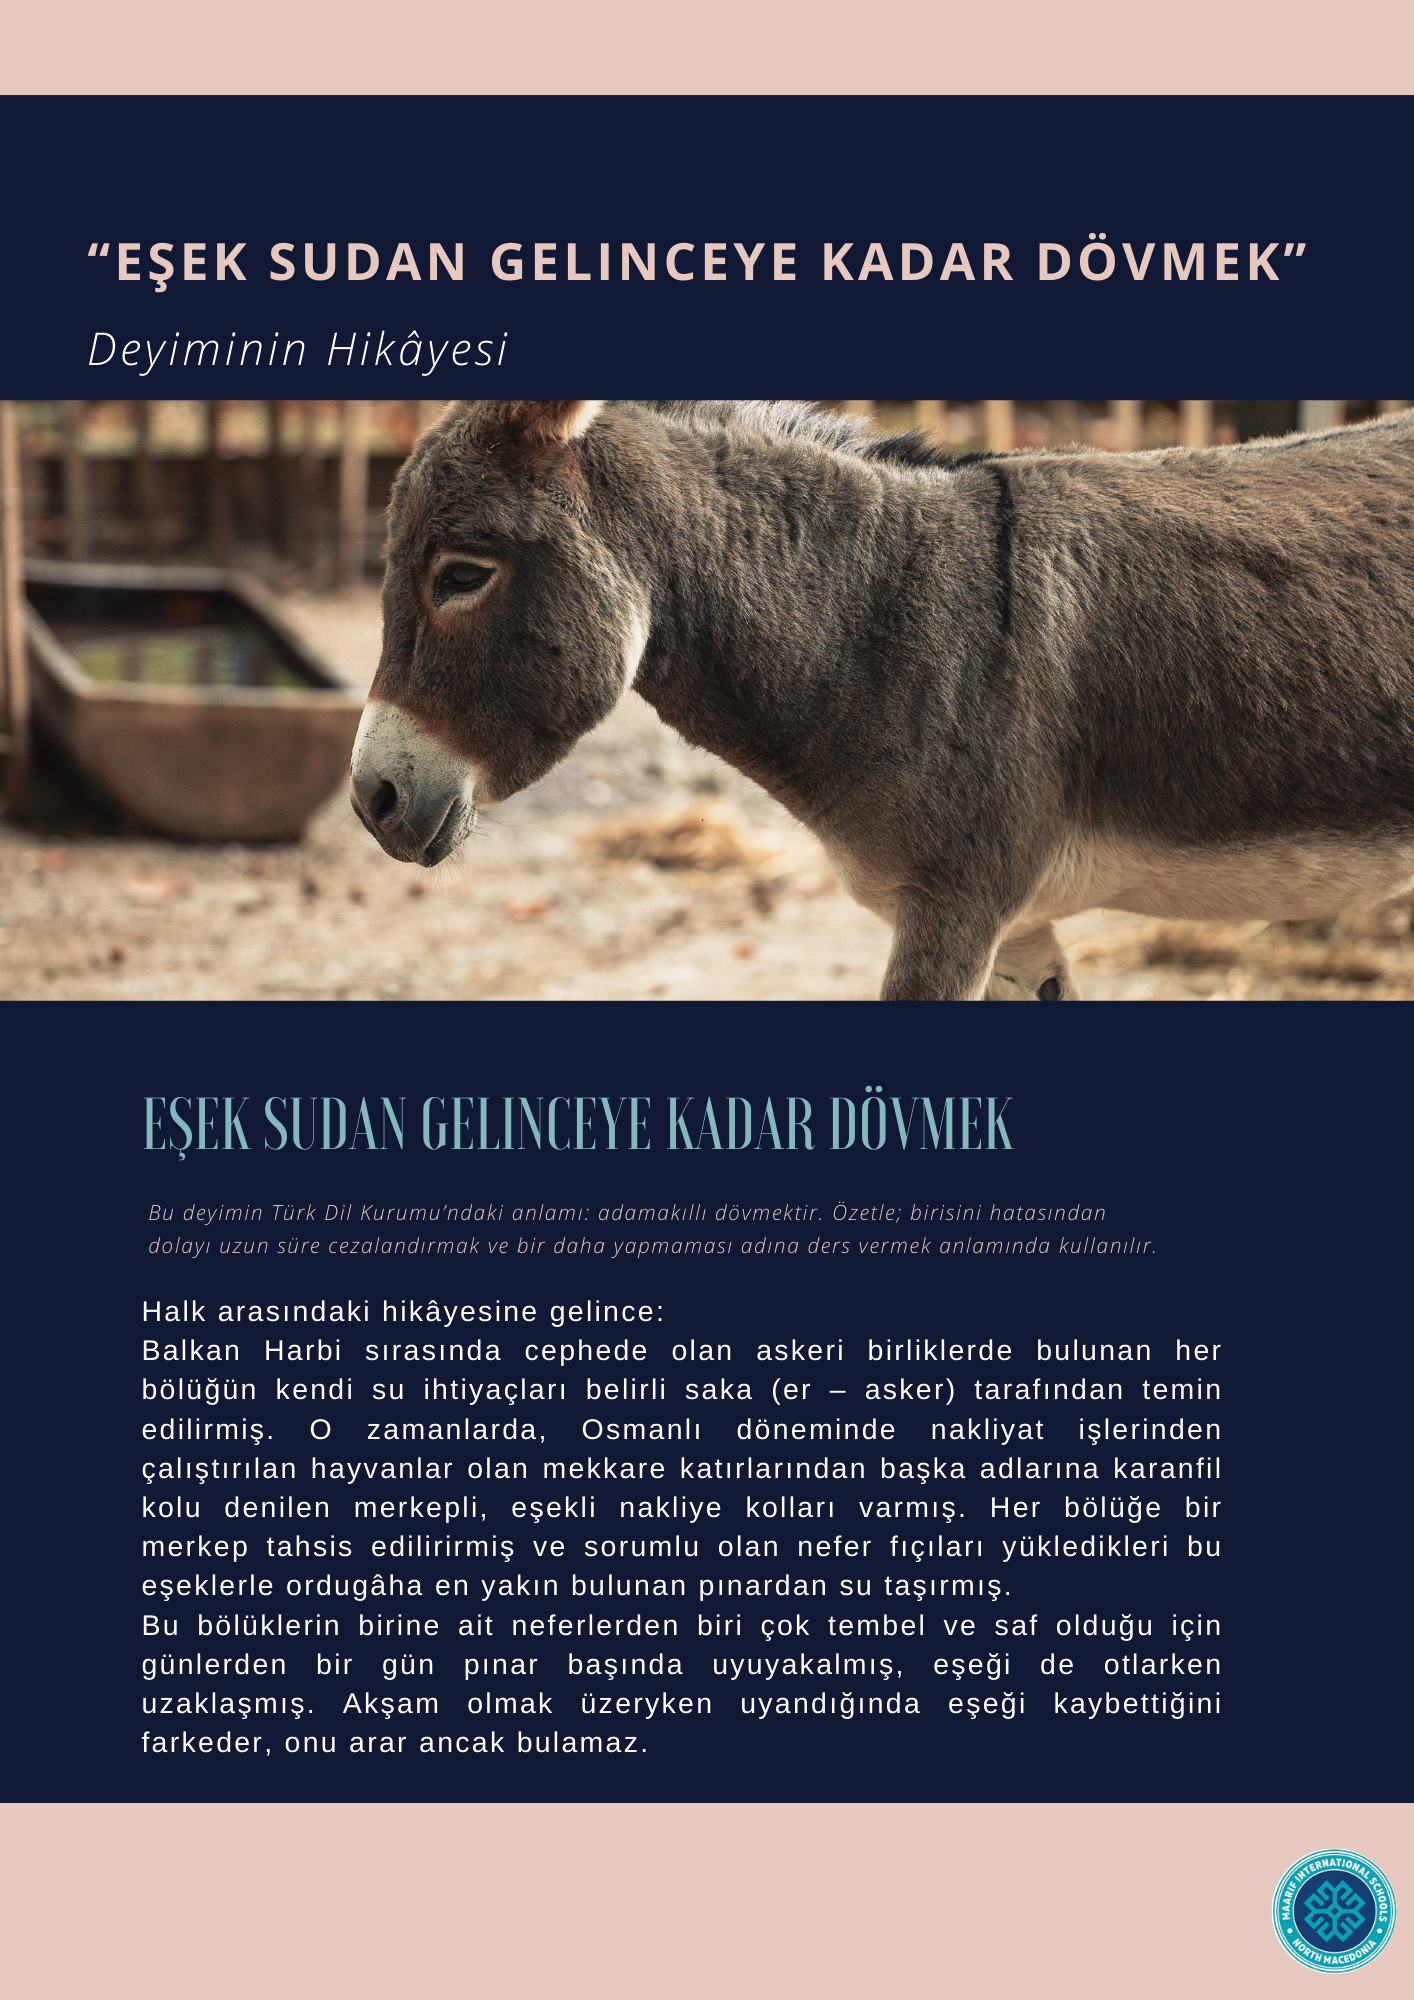 “EŞEK SUDAN GELINCEYE KADAR DÖVMEK”
Deyiminin Hikâyesi
EŞEK SUDAN GELINCEYE KADAR DÖVMEK
Bu deyimin Türk Dil Kurumu’ndaki anlamı: adamakıllı dövmektir. Özetle; birisini hatasından
dolayı uzun süre cezalandırmak ve bir daha yapmaması adına ders vermek anlamında kullanılır.
Halk arasındaki hikâyesine gelince:
Balkan Harbi sırasında cephede olan askeri birliklerde bulunan her
bölüğün kendi su ihtiyaçları belirli saka (er – asker) tarafından temin
edilirmiş. O zamanlarda, Osmanlı döneminde nakliyat işlerinden
çalıştırılan hayvanlar olan mekkare katırlarından başka adlarına karanfil
kolu denilen merkepli, eşekli nakliye kolları varmış. Her bölüğe bir
merkep tahsis edilirirmiş ve sorumlu olan nefer fıçıları yükledikleri bu
eşeklerle ordugâha en yakın bulunan pınardan su taşırmış.
Bu bölüklerin birine ait neferlerden biri çok tembel ve saf olduğu için
günlerden bir gün pınar başında uyuyakalmış, eşeği de otlarken
uzaklaşmış. Akşam olmak üzeryken uyandığında eşeği kaybettiğini
farkeder, onu arar ancak bulamaz.
MAARIF INTERNATIONAL SCHOOLS
NORTH MACEDONIA